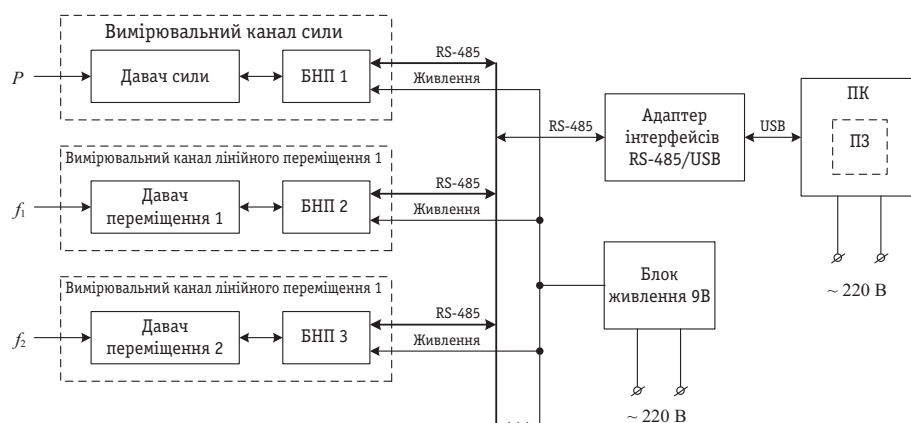 Вимірювальний канал сили
P
Давач сили
БНП 1
RS-485
Живлення
Вимірювальний канал лінійного переміщення 1
f1
Давач
переміщення 1
БНП 2
RS-485
Живлення
Вимірювальний канал лінійного переміщення 1
f2
Давач
переміщення 2
БНП 3
RS-485
Живлення
RS-485
Адаптер
інтерфейсів
RS-485/USB
USB
ПК
ПЗ
~ 220 В
Блок
живлення 9В
~ 220 В
...